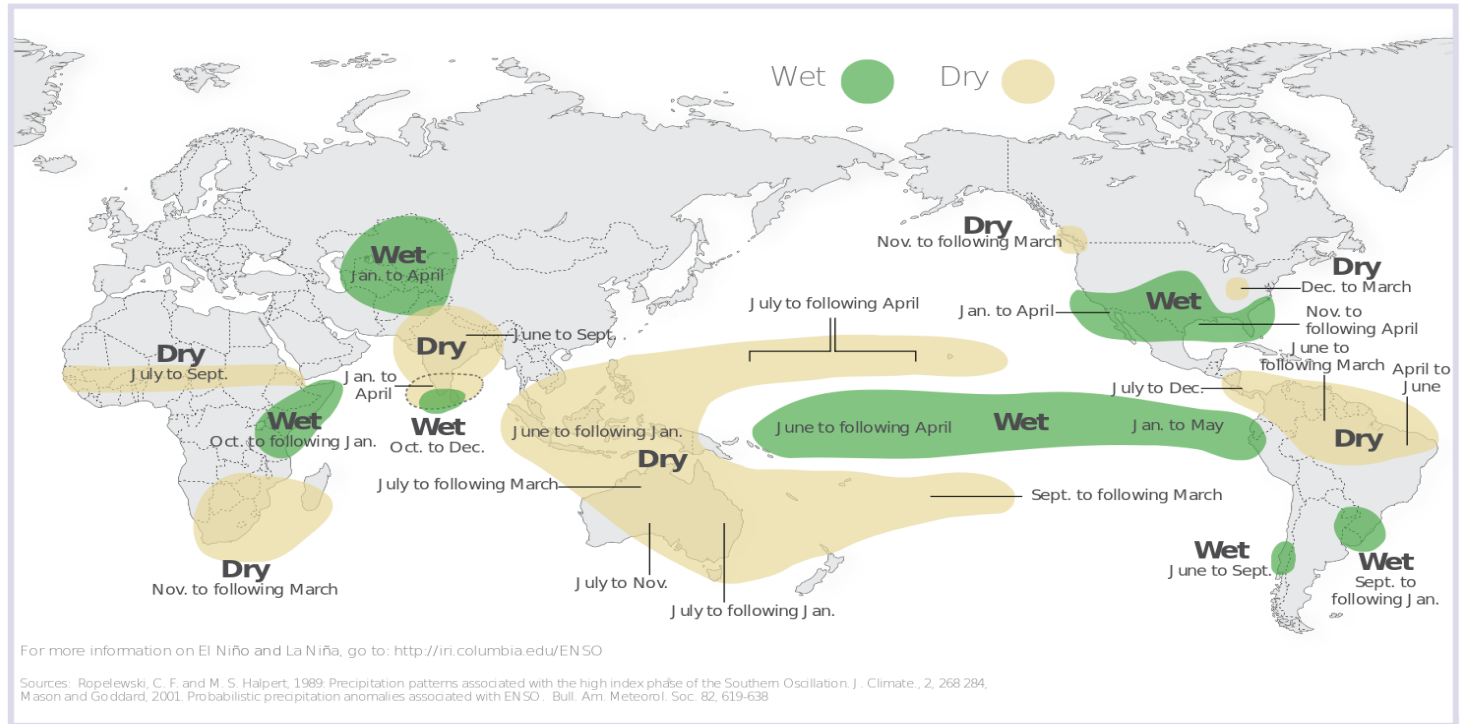 Wet
Dry
Dry
Nov. to following March
Wet
Jan. to April
Dry
Dec. to March
July to following April
Jan. to April
Wet
Nov. to
following April
June to Sept.
Dry
Dry
July to Sept.
June to
following March
April to
June
Jan. to
April
July to Dec.
Wet
Oct. to following Jan.
Wet
Oct. to Dec.
June to following Jan.
Dry
June to following April
Wet
Jan. to May
Dry
July to following March
Sept. to following March
Dry
Nov. to following March
July to Nov.
July to following Jan.
Wet
June to Sept.
Wet
Sept. to
following Jan.
For more information on El Niño and La Niña, go to: http://iri.columbia.edu/ENSO
Sources: Ropelewski, C. F. and M. S. Halpert, 1989: Precipitation patterns associated with the high index phase of the Southern Oscillation. J. Climate., 2, 268 284,
Mason and Goddard, 2001. Probabilistic precipitation anomalies associated with ENSO. Bull. Am. Meteorol. Soc. 82, 619-638